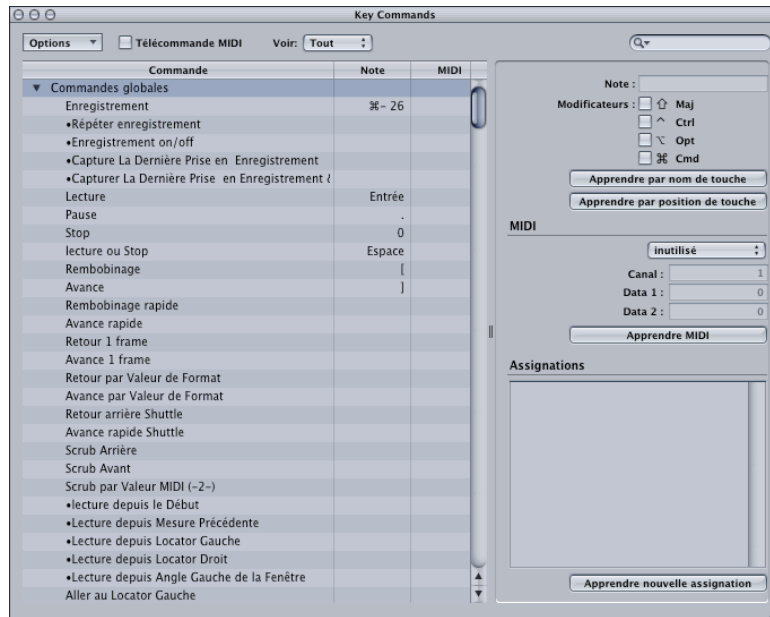 Key Commands
Options Télécommande MIDI Voir: Tout
Commande Note MIDI
Commandes globales
Enregistrement ⌘– 26
•Répéter enregistrement
•Enregistrement on/off
•Capture La Dernière Prise en Enregistrement
•Capturer La Dernière Prise en Enregistrement &
Lecture Entrée
Pause .
Stop 0
lecture ou Stop Espace
Rembobinage [
Avance ]
Rembobinage rapide
Avance rapide
Retour 1 frame
Avance 1 frame
Retour par Valeur de Format
Avance par Valeur de Format
Retour arrière Shuttle
Avance rapide Shuttle
Scrub Arrière
Scrub Avant
Scrub par Valeur MIDI (-2-)
•lecture depuis le Début
•Lecture depuis Mesure Précédente
•Lecture depuis Locator Gauche
•Lecture depuis Locator Droit
•Lecture depuis Angle Gauche de la Fenêtre
Aller au Locator Gauche
Note :
Modificateurs : ⇧ Maj
^ Ctrl
⌥ Opt
⌘ Cmd
Apprendre par nom de touche
Apprendre par position de touche
MIDI
inutilisé
Canal : 1
Data 1 : 0
Data 2 : 0
Apprendre MIDI
Assignations
Apprendre nouvelle assignation